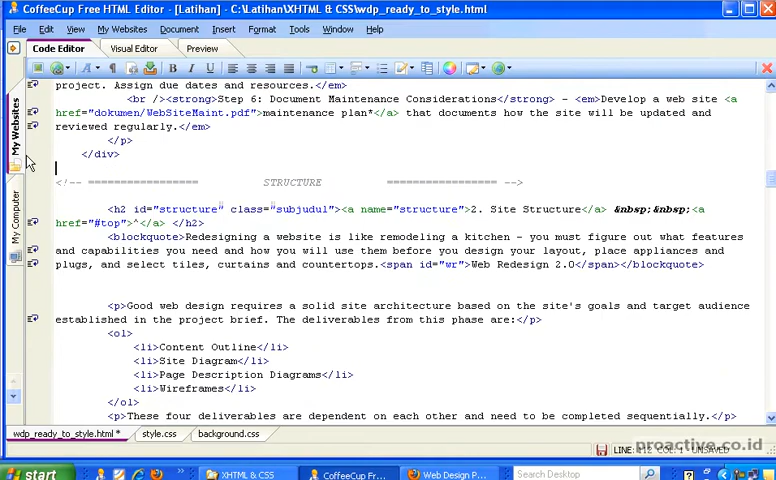 CoffeeCup Free HTML Editor - [Latihan] - C:\Latihan\XHTML & CSS\wdp_ready_to_style.html
File Edit View My Websites Document Insert Format Tools Window Help
Code Editor Visual Editor Preview
A ¶ B I U
My Websites
My Computer
project. Assign due dates and resources.</em>
<br /><strong>Step 6: Document Maintenance Considerations</strong> - <em>Develop a web site <a
href="dokumen/WebSiteMaint.pdf">maintenance plan*</a> that documents how the site will be updated and
reviewed regularly.</em>
</p>
</div>
<!-- ================= STRUCTURE ================= -->
<h2 id="structure" class="subjudul"><a name="structure">2. Site Structure</a> &nbsp;&nbsp;<a
href="#top">^</a> </h2>
<blockquote>Redesigning a website is like remodeling a kitchen - you must figure out what features
and capabilities you need and how you will use them before you design your layout, place appliances and
plugs, and select tiles, curtains and countertops.<span id="wr">Web Redesign 2.0</span></blockquote>
<p>Good web design requires a solid site architecture based on the site's goals and target audience
established in the project brief. The deliverables from this phase are:</p>
<ol>
<li>Content Outline</li>
<li>Site Diagram</li>
<li>Page Description Diagrams</li>
<li>Wireframes</li>
</ol>
<p>These four deliverables are dependent on each other and need to be completed sequentially.</p>
wdp_ready_to_style.html * style.css background.css
LINE: 112 COL: 1 - UNSAVED
proactive.co.id
start XHTML & CSS CoffeeCup Fre... Web Design P... Search Desktop